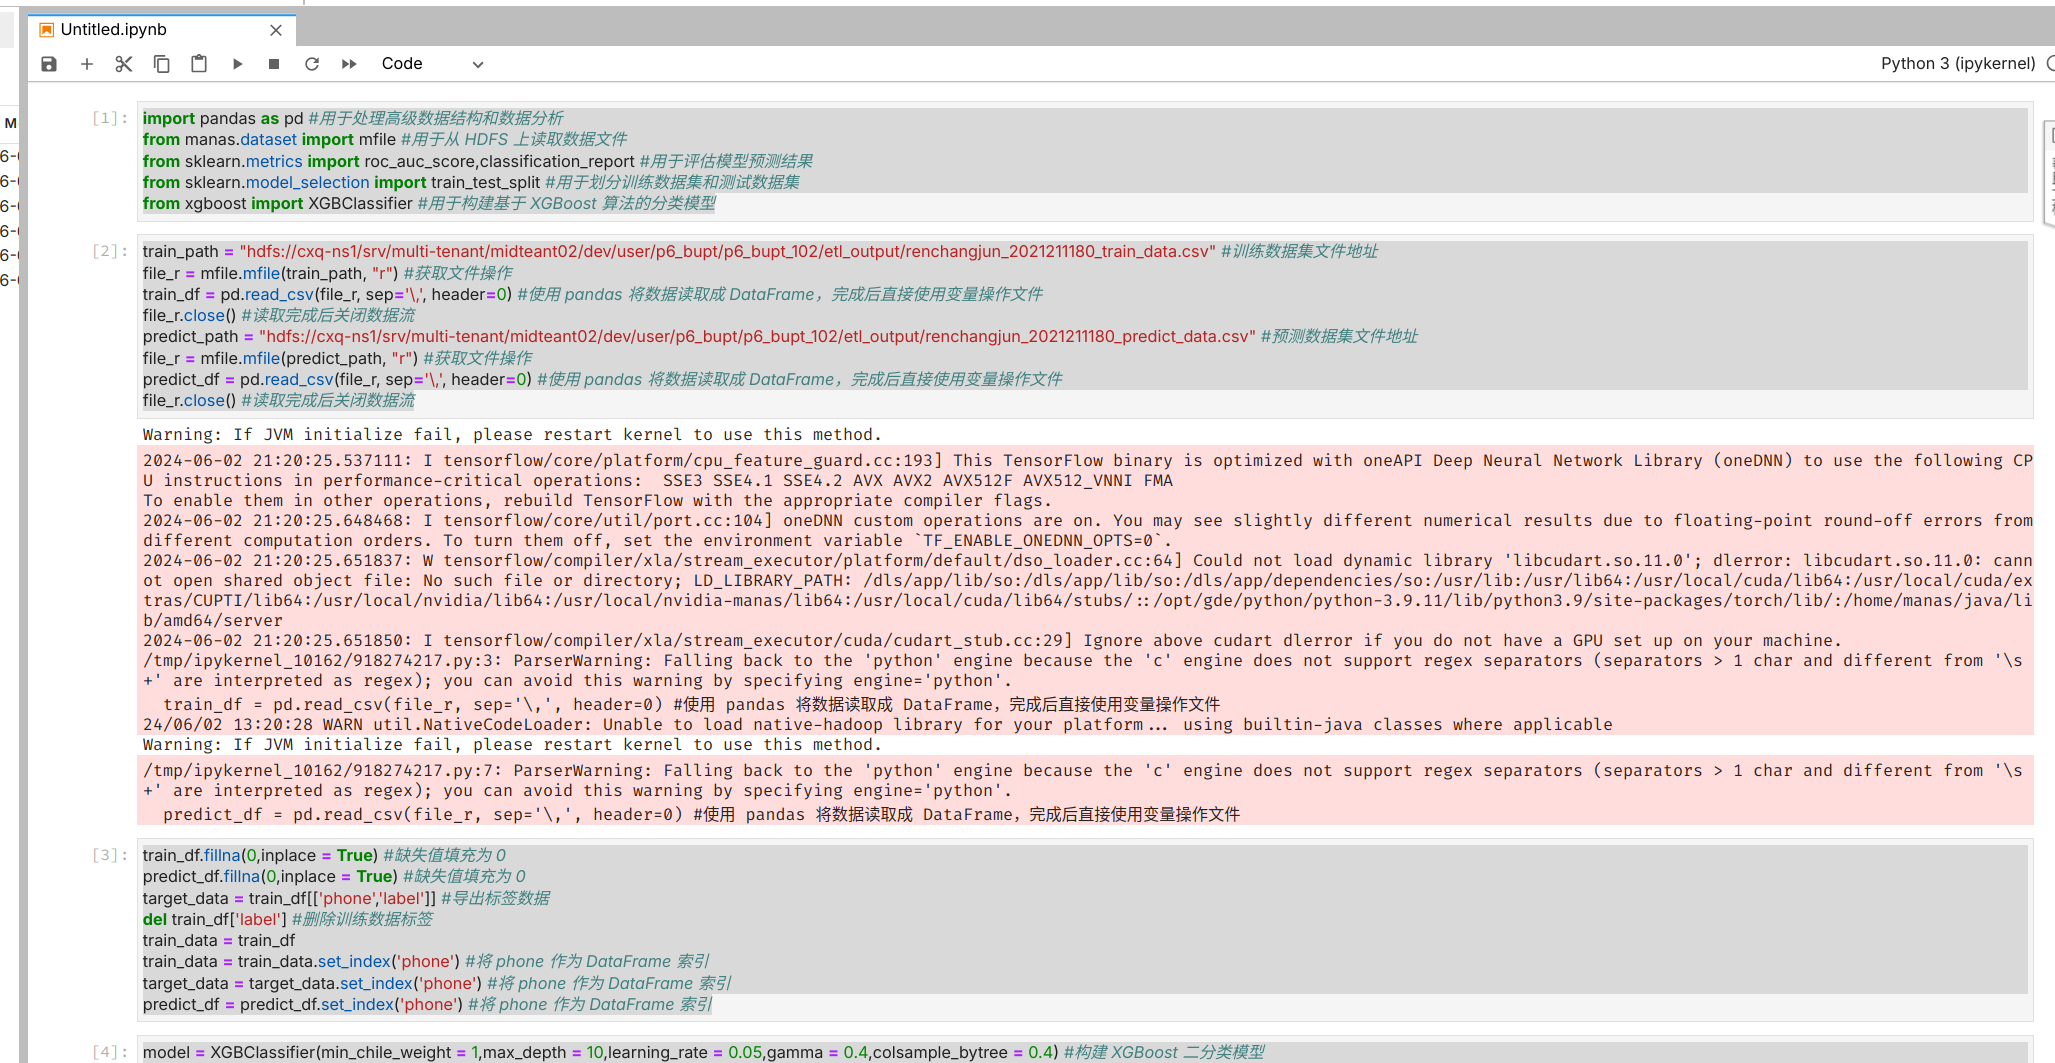 Untitled.ipynb
Code
Python 3 (ipykernel)
M
6-
6-
6-
6-
6-
6-
[1]:
import pandas as pd #用于处理高级数据结构和数据分析
from manas.dataset import mfile #用于从 HDFS 上读取数据文件
from sklearn.metrics import roc_auc_score,classification_report #用于评估模型预测结果
from sklearn.model_selection import train_test_split #用于划分训练数据集和测试数据集
from xgboost import XGBClassifier #用于构建基于 XGBoost 算法的分类模型
[2]:
train_path = "hdfs://cxq-ns1/srv/multi-tenant/midteant02/dev/user/p6_bupt/p6_bupt_102/etl_output/renchangjun_2021211180_train_data.csv" #训练数据集文件地址
file_r = mfile.mfile(train_path, "r") #获取文件操作
train_df = pd.read_csv(file_r, sep='\,', header=0) #使用 pandas 将数据读取成 DataFrame，完成后直接使用变量操作文件
file_r.close() #读取完成后关闭数据流
predict_path = "hdfs://cxq-ns1/srv/multi-tenant/midteant02/dev/user/p6_bupt/p6_bupt_102/etl_output/renchangjun_2021211180_predict_data.csv" #预测数据集文件地址
file_r = mfile.mfile(predict_path, "r") #获取文件操作
predict_df = pd.read_csv(file_r, sep='\,', header=0) #使用 pandas 将数据读取成 DataFrame，完成后直接使用变量操作文件
file_r.close() #读取完成后关闭数据流
Warning: If JVM initialize fail, please restart kernel to use this method.
2024-06-02 21:20:25.537111: I tensorflow/core/platform/cpu_feature_guard.cc:193] This TensorFlow binary is optimized with oneAPI Deep Neural Network Library (oneDNN) to use the following CP
U instructions in performance-critical operations:  SSE3 SSE4.1 SSE4.2 AVX AVX2 AVX512F AVX512_VNNI FMA
To enable them in other operations, rebuild TensorFlow with the appropriate compiler flags.
2024-06-02 21:20:25.648468: I tensorflow/core/util/port.cc:104] oneDNN custom operations are on. You may see slightly different numerical results due to floating-point round-off errors from
different computation orders. To turn them off, set the environment variable `TF_ENABLE_ONEDNN_OPTS=0`.
2024-06-02 21:20:25.651837: W tensorflow/compiler/xla/stream_executor/platform/default/dso_loader.cc:64] Could not load dynamic library 'libcudart.so.11.0'; dlerror: libcudart.so.11.0: cann
ot open shared object file: No such file or directory; LD_LIBRARY_PATH: /dls/app/lib/so:/dls/app/lib/so:/dls/app/dependencies/so:/usr/lib:/usr/lib64:/usr/local/cuda/lib64:/usr/local/cuda/ex
tras/CUPTI/lib64:/usr/local/nvidia/lib64:/usr/local/nvidia-manas/lib64:/usr/local/cuda/lib64/stubs/::/opt/gde/python/python-3.9.11/lib/python3.9/site-packages/torch/lib/:/home/manas/java/li
b/amd64/server
2024-06-02 21:20:25.651850: I tensorflow/compiler/xla/stream_executor/cuda/cudart_stub.cc:29] Ignore above cudart dlerror if you do not have a GPU set up on your machine.
/tmp/ipykernel_10162/918274217.py:3: ParserWarning: Falling back to the 'python' engine because the 'c' engine does not support regex separators (separators > 1 char and different from '\s
+' are interpreted as regex); you can avoid this warning by specifying engine='python'.
train_df = pd.read_csv(file_r, sep='\,', header=0) #使用 pandas 将数据读取成 DataFrame，完成后直接使用变量操作文件
24/06/02 13:20:28 WARN util.NativeCodeLoader: Unable to load native-hadoop library for your platform... using builtin-java classes where applicable
Warning: If JVM initialize fail, please restart kernel to use this method.
/tmp/ipykernel_10162/918274217.py:7: ParserWarning: Falling back to the 'python' engine because the 'c' engine does not support regex separators (separators > 1 char and different from '\s
+' are interpreted as regex); you can avoid this warning by specifying engine='python'.
predict_df = pd.read_csv(file_r, sep='\,', header=0) #使用 pandas 将数据读取成 DataFrame，完成后直接使用变量操作文件
[3]:
train_df.fillna(0,inplace = True) #缺失值填充为 0
predict_df.fillna(0,inplace = True) #缺失值填充为 0
target_data = train_df[['phone','label']] #导出标签数据
del train_df['label'] #删除训练数据标签
train_data = train_df
train_data = train_data.set_index('phone') #将 phone 作为 DataFrame 索引
target_data = target_data.set_index('phone') #将 phone 作为 DataFrame 索引
predict_df = predict_df.set_index('phone') #将 phone 作为 DataFrame 索引
[4]:
model = XGBClassifier(min_chile_weight = 1,max_depth = 10,learning_rate = 0.05,gamma = 0.4,colsample_bytree = 0.4) #构建 XGBoost 二分类模型